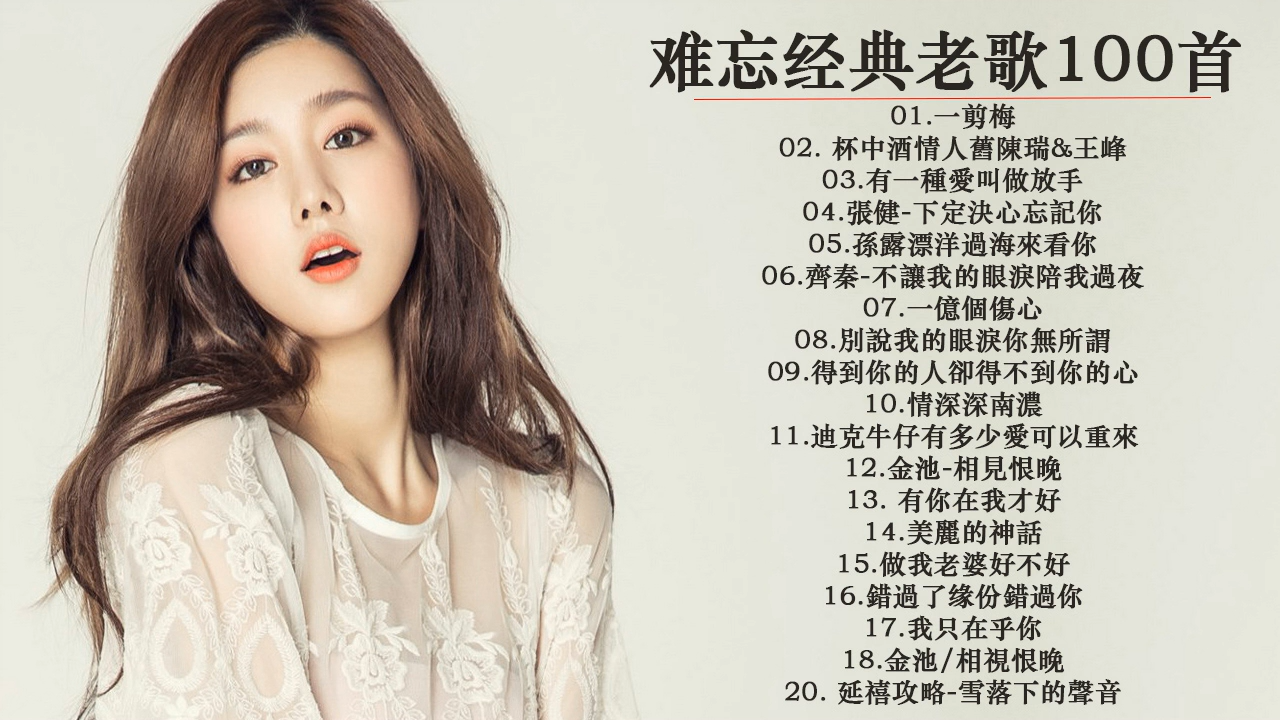 难忘经典老歌100首
01.一剪梅
02. 杯中酒情人舊陳瑞&王峰
03.有一種愛叫做放手
04.張健-下定決心忘記你
05.孫露漂洋過海來看你
06.齊秦-不讓我的眼淚陪我過夜
07.一億個傷心
08.別說我的眼淚你無所謂
09.得到你的人卻得不到你的心
10.情深深南濃
11.迪克牛仔有多少愛可以重來
12.金池-相見恨晚
13. 有你在我才好
14.美麗的神話
15.做我老婆好不好
16.錯過了缘份錯過你
17.我只在乎你
18.金池/相視恨晚
20. 延禧攻略-雪落下的聲音